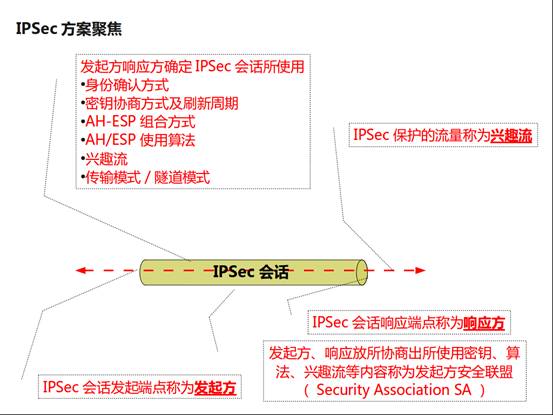 IPSec 方案聚焦
发起方响应方确定 IPSec 会话所使用
•身份确认方式
•密钥协商方式及刷新周期
•AH-ESP 组合方式
•AH/ESP 使用算法
•兴趣流
•传输模式 / 隧道模式
IPSec 保护的流量称为兴趣流
IPSec 会话
IPSec 会话响应端点称为响应方
IPSec 会话发起端点称为发起方
发起方、响应放所协商出所使用密钥、算
法、兴趣流等内容称为发起方安全联盟
（ Security Association SA ）